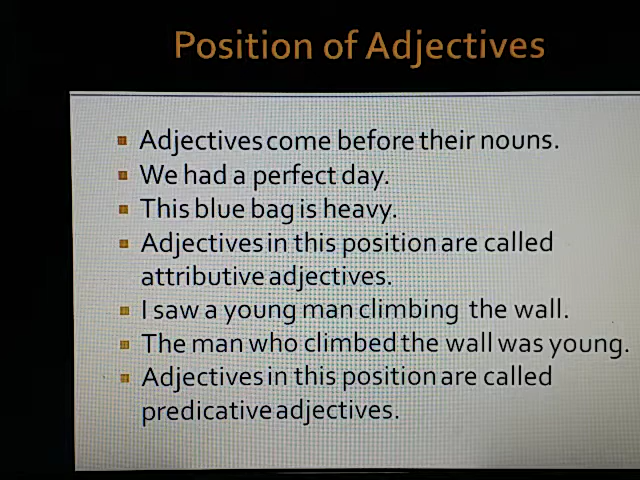 Position of Adjectives
Adjectives come before their nouns.
We had a perfect day.
This blue bag is heavy.
Adjectives in this position are called
attributive adjectives.
I saw a young man climbing the wall.
The man who climbed the wall was young.
Adjectives in this position are called
predicative adjectives.